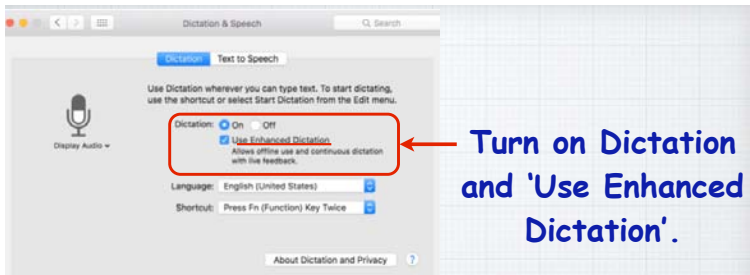 Dictation & Speech
Search
Dictation Text to Speech
Use Dictation wherever you can type text. To start dictating,
use the shortcut or select Start Dictation from the Edit menu.
Dictation: On Off
Use Enhanced Dictation
Allows offline use and continuous dictation
with live feedback.
Display Audio
Language: English (United States)
Shortcut: Press Fn (Function) Key Twice
About Dictation and Privacy ?
Turn on Dictation
and ‘Use Enhanced
Dictation’.